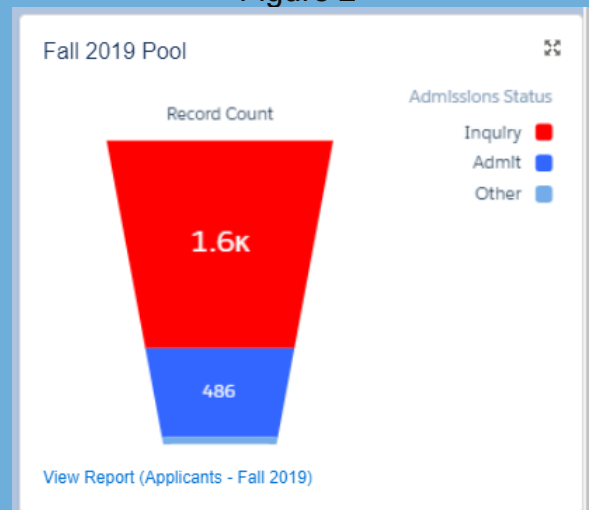 Fall 2019 Pool
Record Count
Admissions Status
Inquiry
Admit
Other
1.6K
486
View Report (Applicants - Fall 2019)